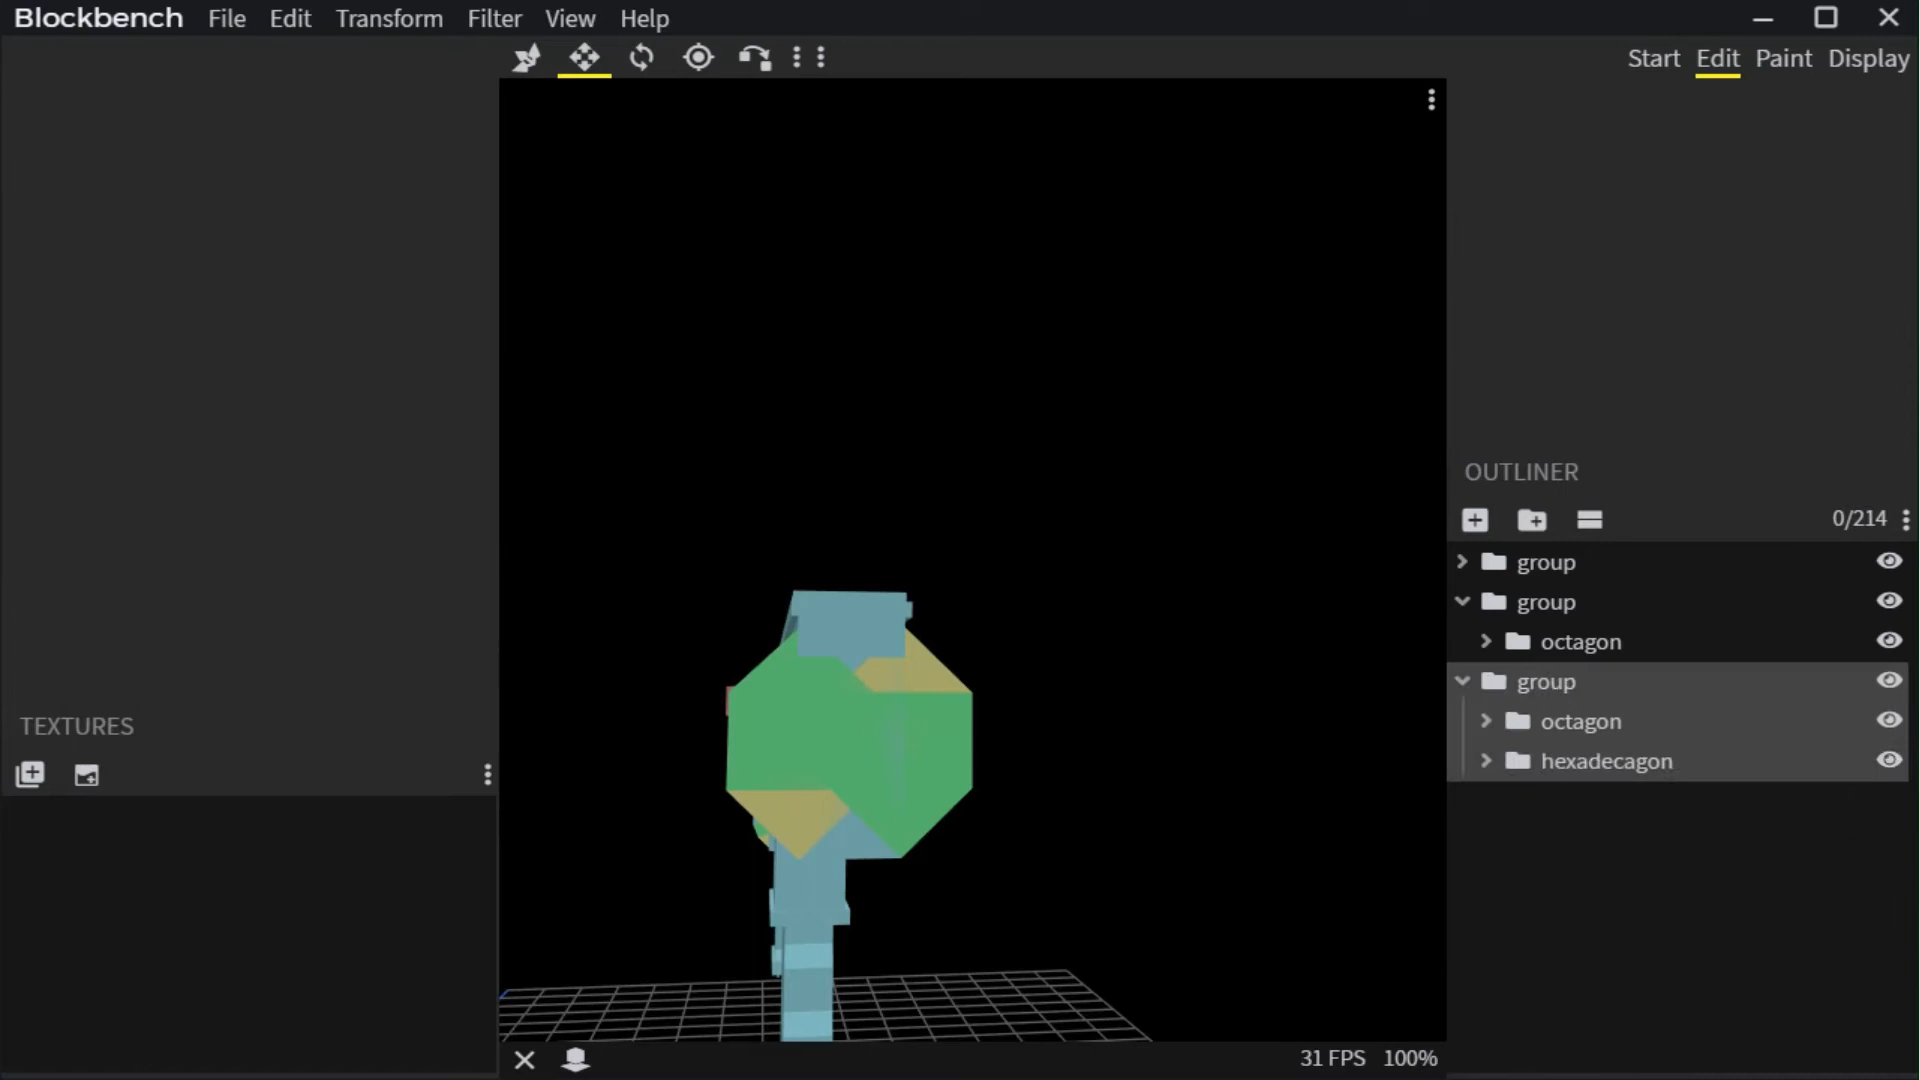 Blockbench File Edit Transform Filter View Help
Start Edit Paint Display
OUTLINER
0/214
group
group
octagon
group
octagon
hexadecagon
TEXTURES
31 FPS 100%